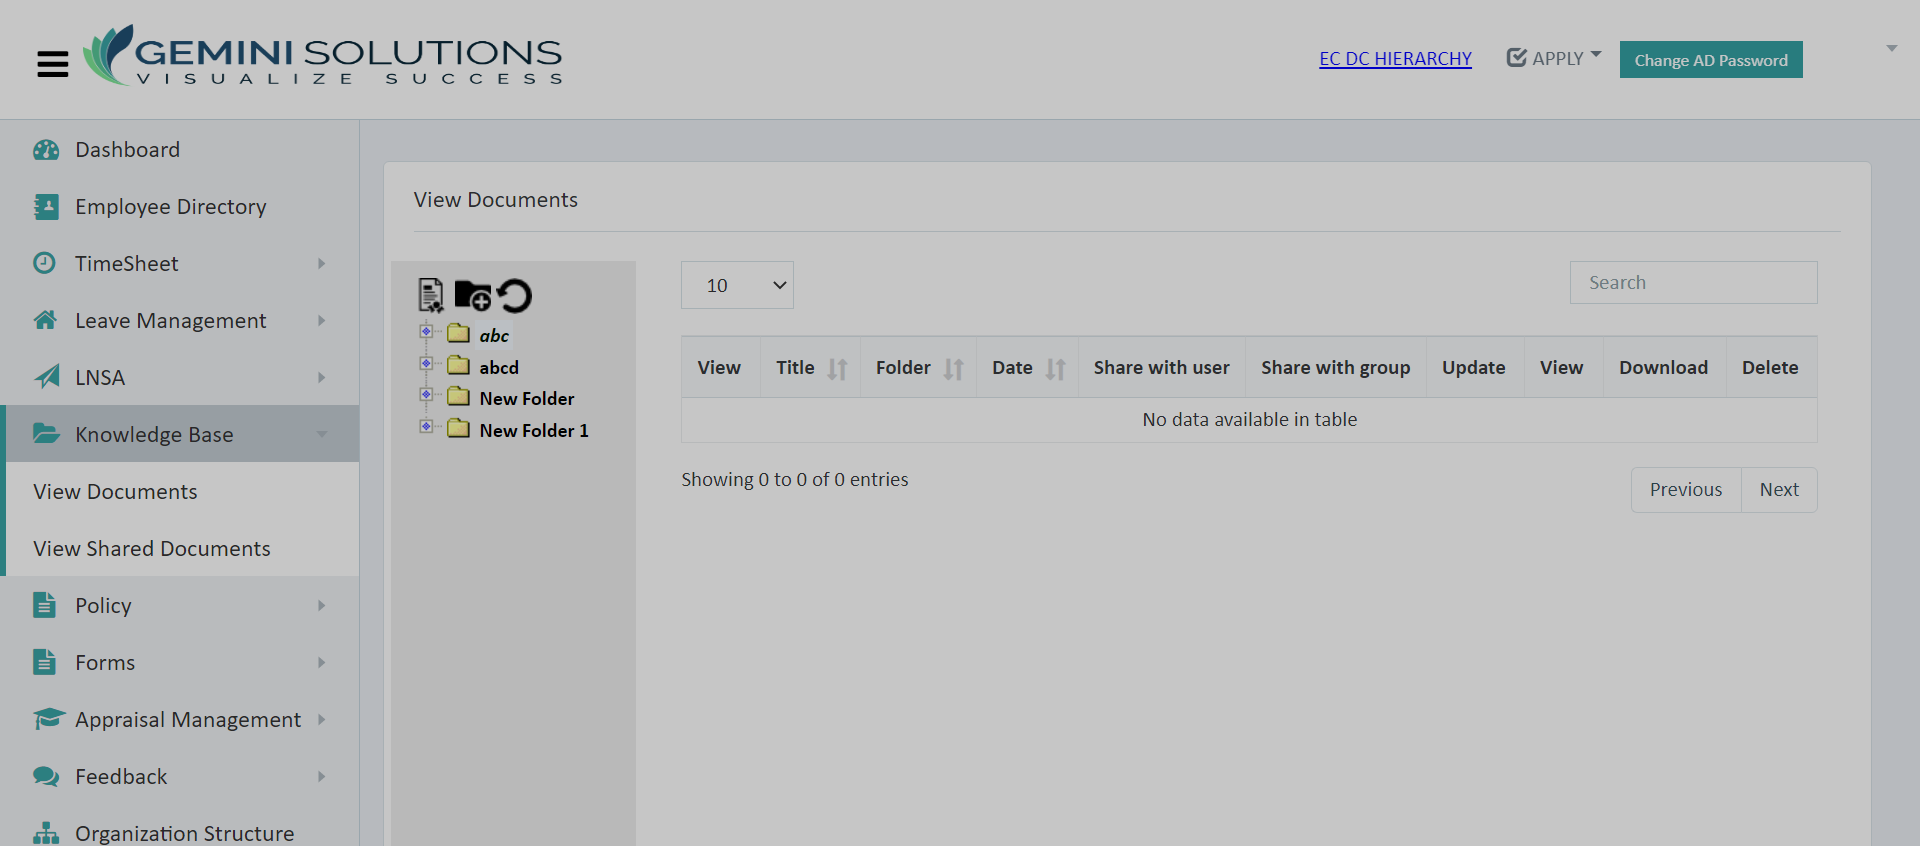 GEMINI SOLUTIONS
VISUALIZE SUCCESS
EC DC HIERARCHY
APPLY
Change AD Password
Dashboard
Employee Directory
TimeSheet
Leave Management
LNSA
Knowledge Base
View Documents
View Shared Documents
Policy
Forms
Appraisal Management
Feedback
Organization Structure
View Documents
abc
abcd
New Folder
New Folder 1
10
Search
View Title Folder Date Share with user Share with group Update View Download Delete
No data available in table
Showing 0 to 0 of 0 entries
Previous Next